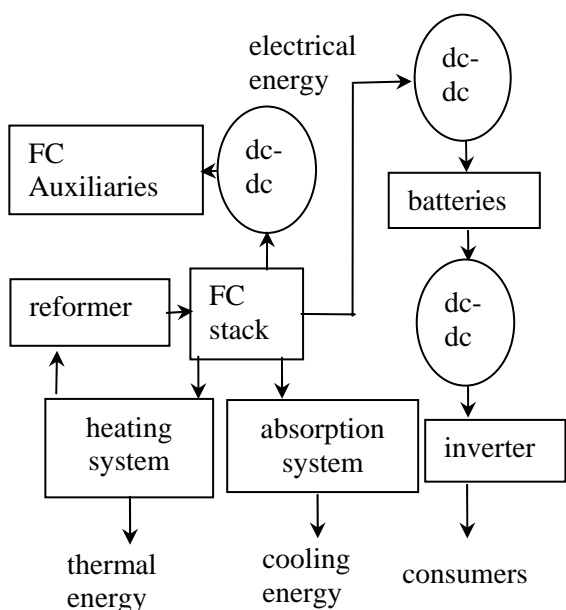 electrical
energy
dc-
dc
FC
Auxiliaries
dc-
dc
batteries
reformer
FC
stack
dc-
dc
heating
system
absorption
system
inverter
thermal
energy
cooling
energy
consumers